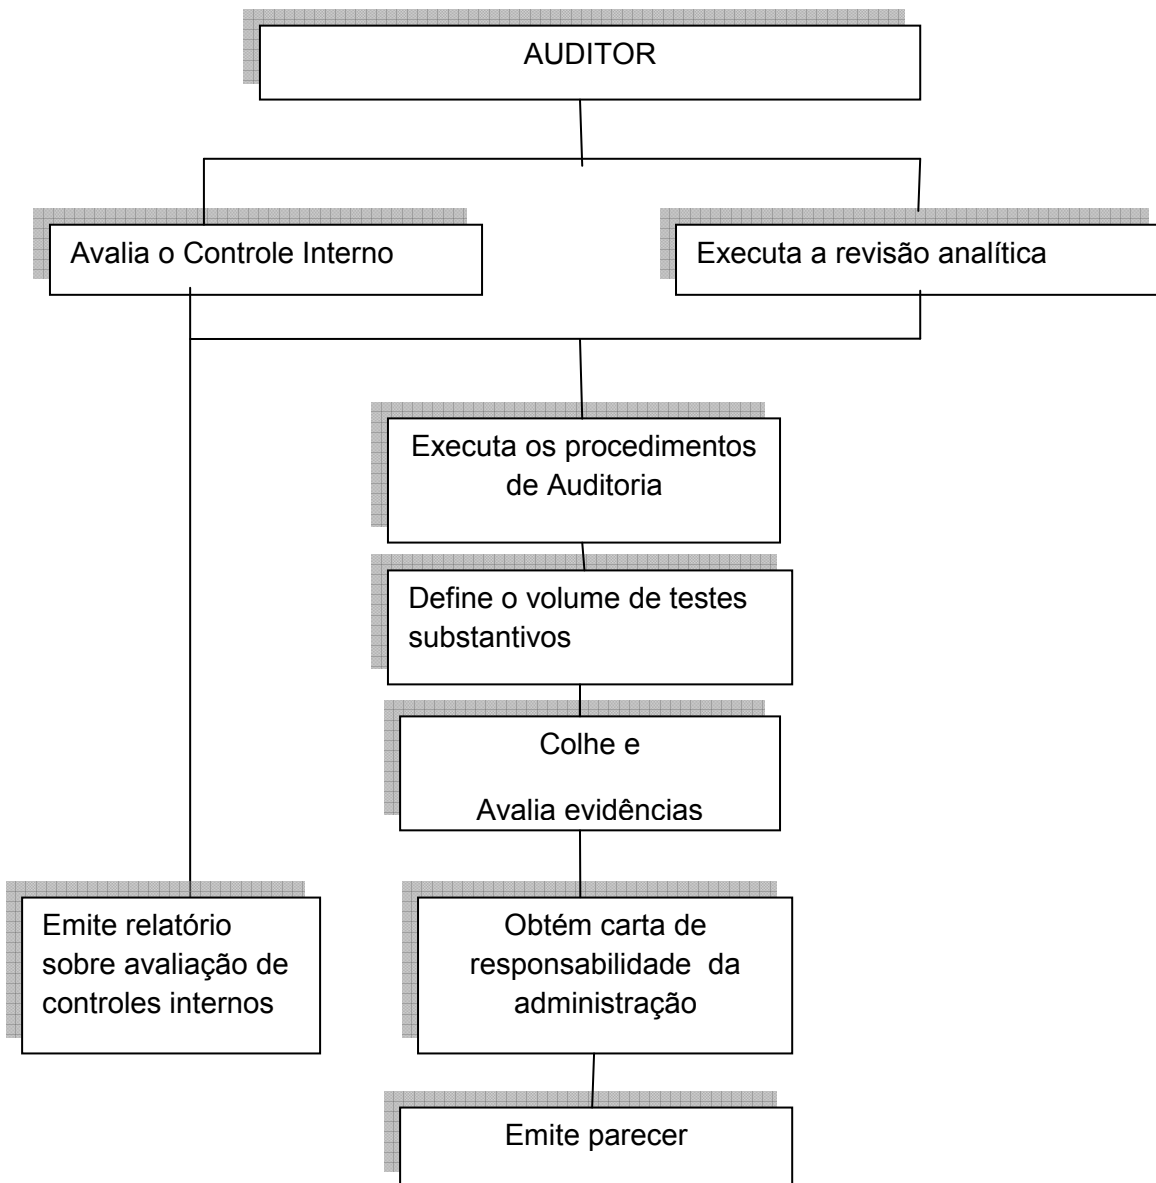 AUDITOR
Avalia o Controle Interno
Executa a revisão analítica
Executa os procedimentos
de Auditoria
Define o volume de testes
substantivos
Colhe e
Avalia evidências
Emite relatório
sobre avaliação de
controles internos
Obtém carta de
responsabilidade da
administração
Emite parecer